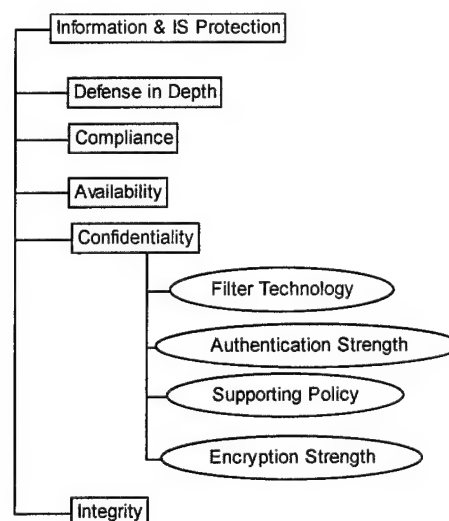 Information & IS Protection
Defense in Depth
Compliance
Availability
Confidentiality
Filter Technology
Authentication Strength
Supporting Policy
Encryption Strength
Integrity